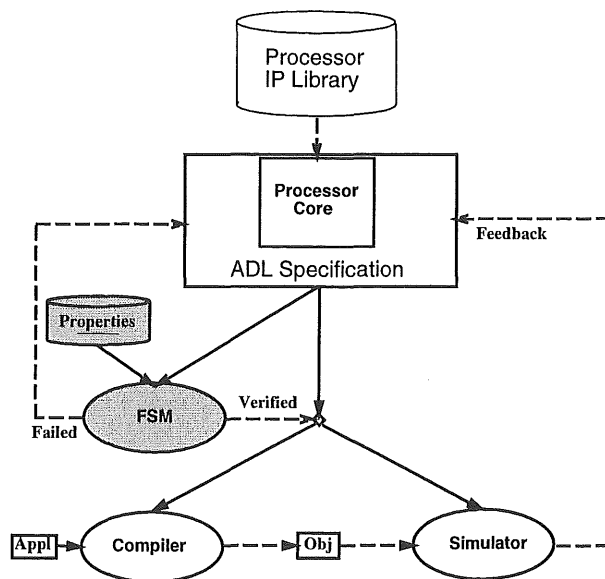 Processor
IP Library
Processor
Core
ADL Specification
Feedback
Properties
FSM
Verified
Failed
Appl
Compiler
Obj
Simulator